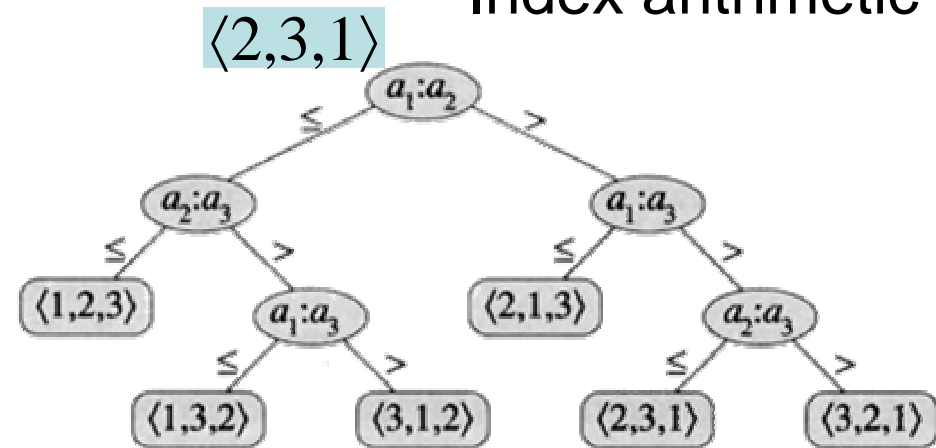 Index arithmetic
⟨2,3,1⟩
a₁:a₂
≤ >
a₂:a₃ a₁:a₃
≤ > ≤ >
⟨1,2,3⟩ a₁:a₃ ⟨2,1,3⟩ a₂:a₃
≤ > ≤ >
⟨1,3,2⟩ ⟨3,1,2⟩ ⟨2,3,1⟩ ⟨3,2,1⟩